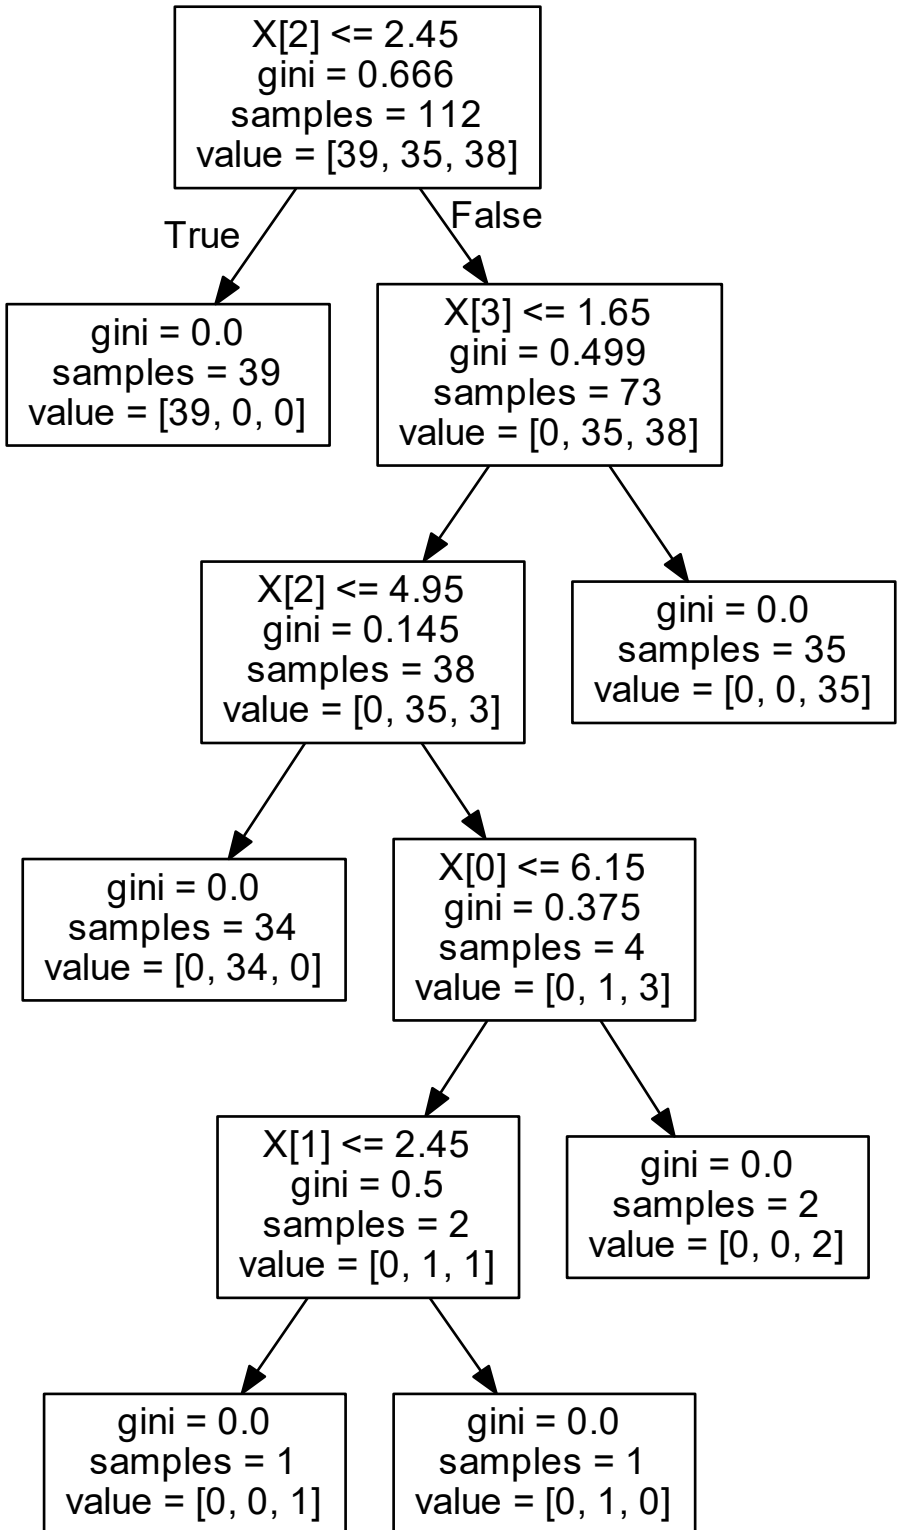 X[2] <= 2.45
gini = 0.666
samples = 112
value = [39, 35, 38]
True
False
gini = 0.0
samples = 39
value = [39, 0, 0]
X[3] <= 1.65
gini = 0.499
samples = 73
value = [0, 35, 38]
X[2] <= 4.95
gini = 0.145
samples = 38
value = [0, 35, 3]
gini = 0.0
samples = 35
value = [0, 0, 35]
gini = 0.0
samples = 34
value = [0, 34, 0]
X[0] <= 6.15
gini = 0.375
samples = 4
value = [0, 1, 3]
X[1] <= 2.45
gini = 0.5
samples = 2
value = [0, 1, 1]
gini = 0.0
samples = 2
value = [0, 0, 2]
gini = 0.0
samples = 1
value = [0, 0, 1]
gini = 0.0
samples = 1
value = [0, 1, 0]